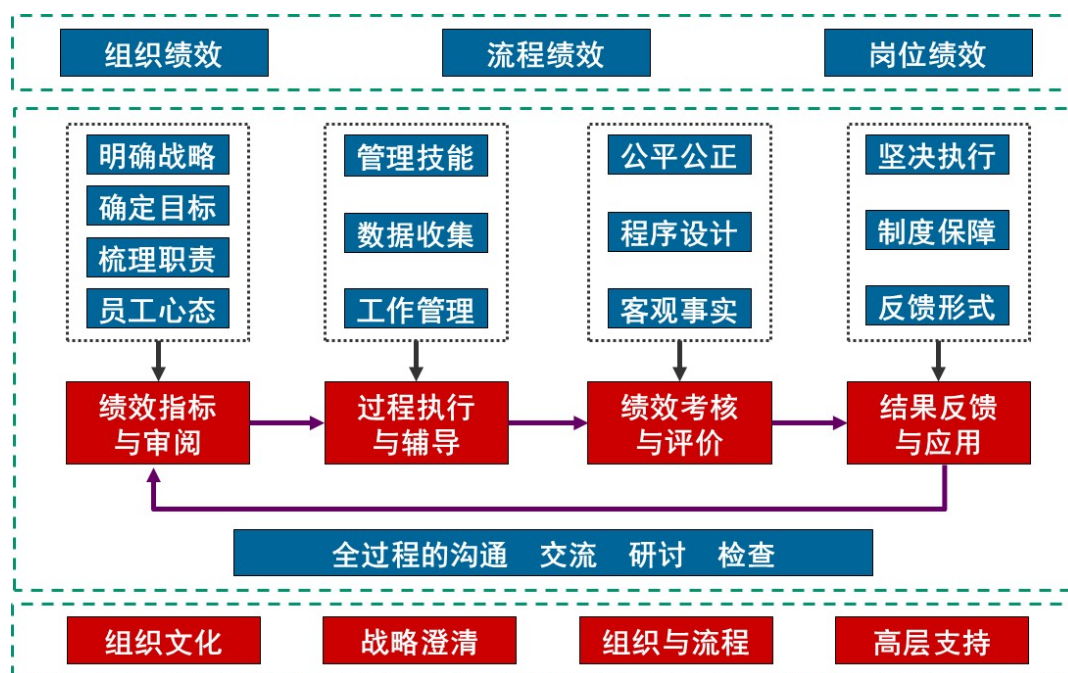 组织绩效
流程绩效
岗位绩效
明确战略
确定目标
梳理职责
员工心态
管理技能
数据收集
工作管理
公平公正
程序设计
客观事实
坚决执行
制度保障
反馈形式
绩效指标
与审阅
过程执行
与辅导
绩效考核
与评价
结果反馈
与应用
全过程的沟通 交流 研讨 检查
组织文化
战略澄清
组织与流程
高层支持